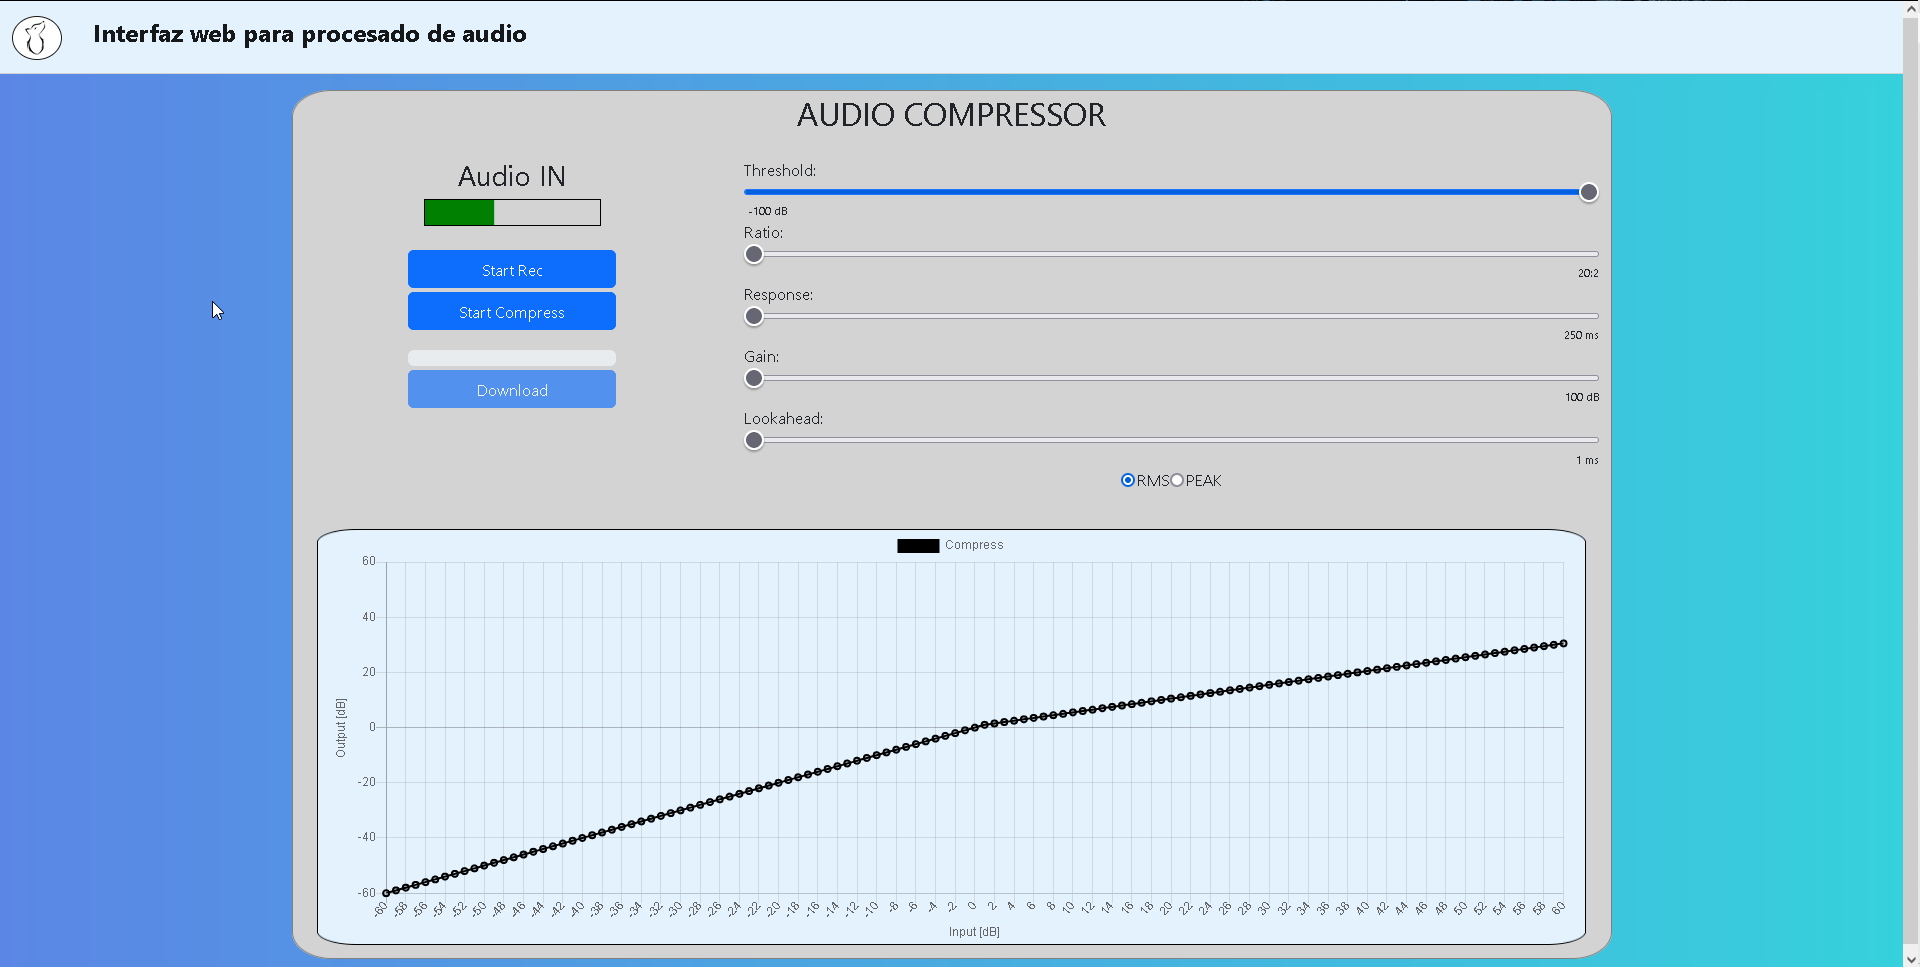 Interfaz web para procesado de audio
AUDIO COMPRESSOR
Audio IN
Start Rec
Start Compress
Download
Threshold:
-100 dB
Ratio:
20:2
Response:
250 ms
Gain:
100 dB
Lookahead:
1 ms
RMS PEAK
Compress
60
40
20
0
-20
-40
-60
Output [dB]
-60 -58 -56 -54 -52 -50 -48 -46 -44 -42 -40 -38 -36 -34 -32 -30 -28 -26 -24 -22 -20 -18 -16 -14 -12 -10 -8 -6 -4 -2 0 2 4 6 8 10 12 14 16 18 20 22 24 26 28 30 32 34 36 38 40 42 44 46 48 50 52 54 56 58 60
Input [dB]